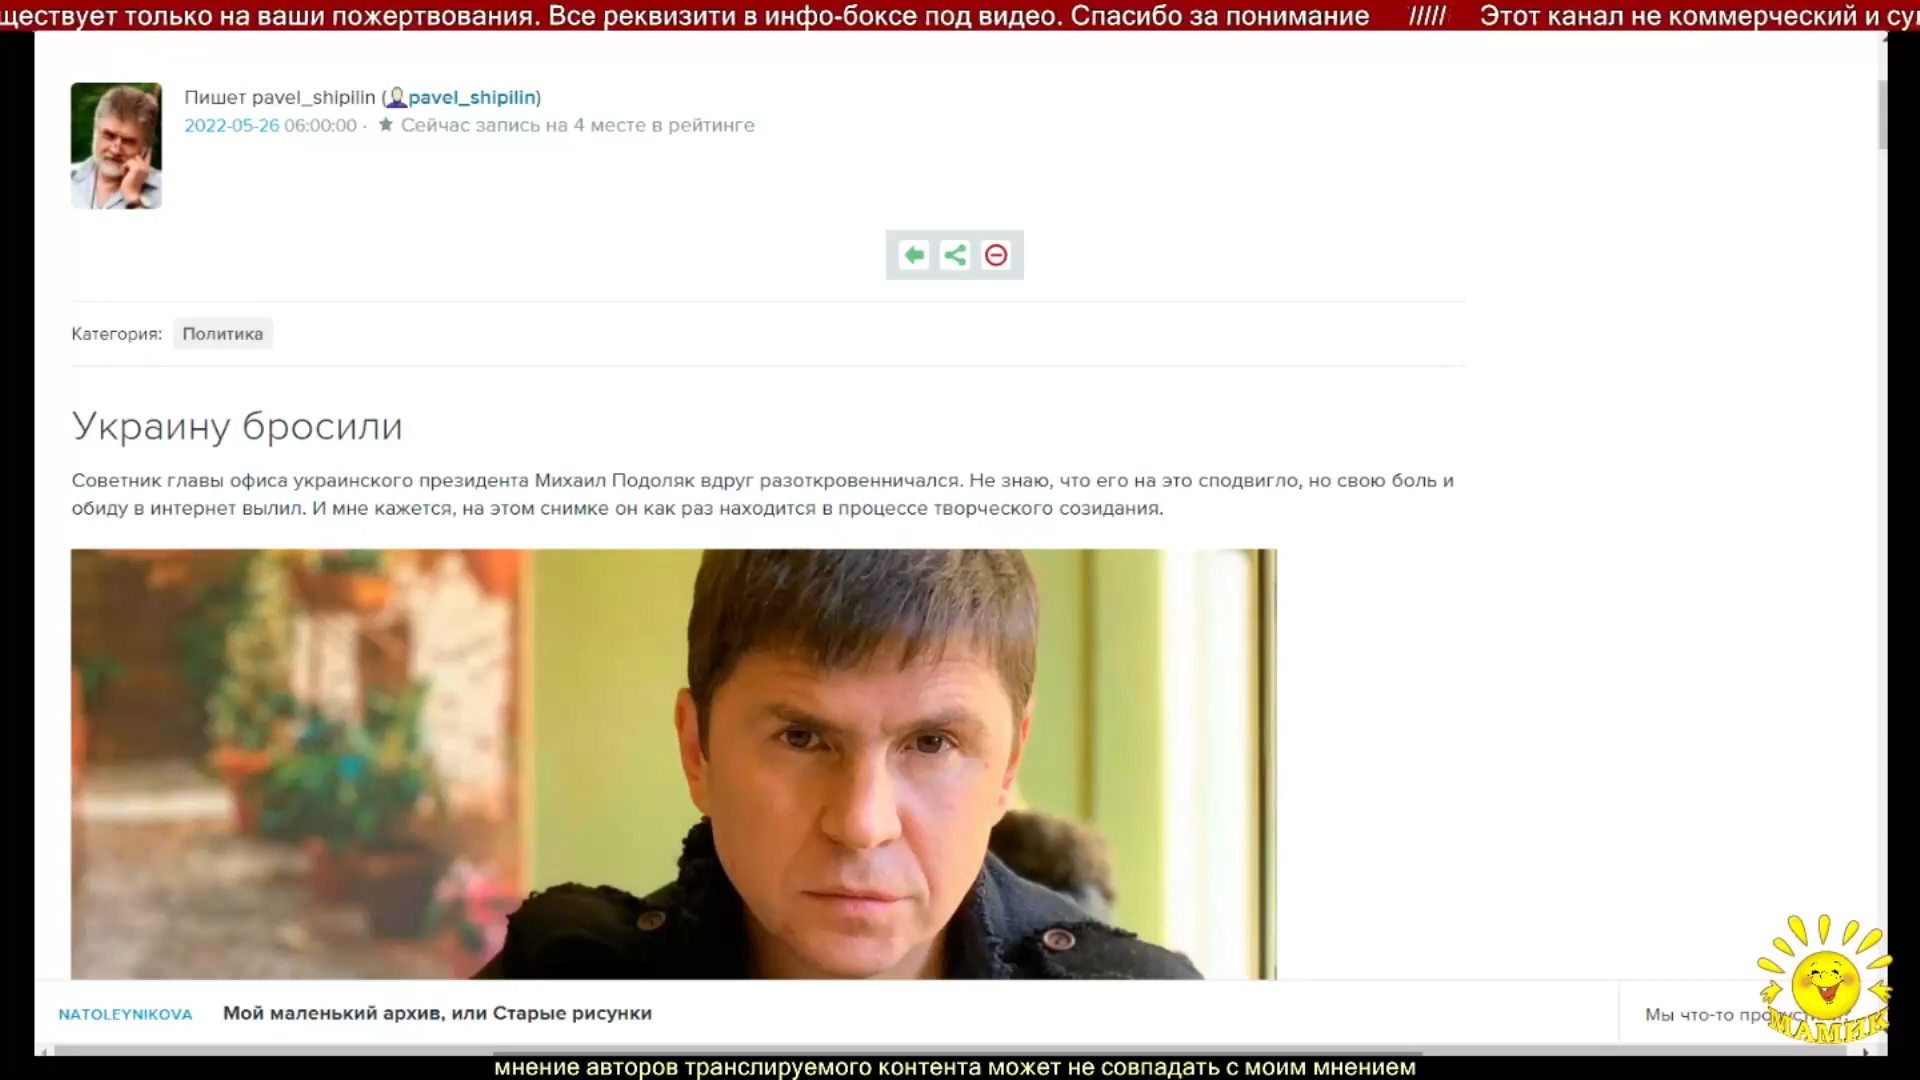 ществует только на ваши пожертвования. Все реквизити в инфо-боксе под видео. Спасибо за понимание ///// Этот канал не коммерческий и су
Пишет pavel_shipilin (pavel_shipilin)
2022-05-26 06:00:00 · ★ Сейчас запись на 4 месте в рейтинге
Категория: Политика
Украину бросили
Советник главы офиса украинского президента Михаил Подоляк вдруг разоткровенничался. Не знаю, что его на это сподвигло, но свою боль и
обиду в интернет вылил. И мне кажется, на этом снимке он как раз находится в процессе творческого созидания.
NATOLEYNIKOVA Мой маленький архив, или Старые рисунки
Мы что-то
МАМИК
мнение авторов транслируемого контента может не совпадать с моим мнением